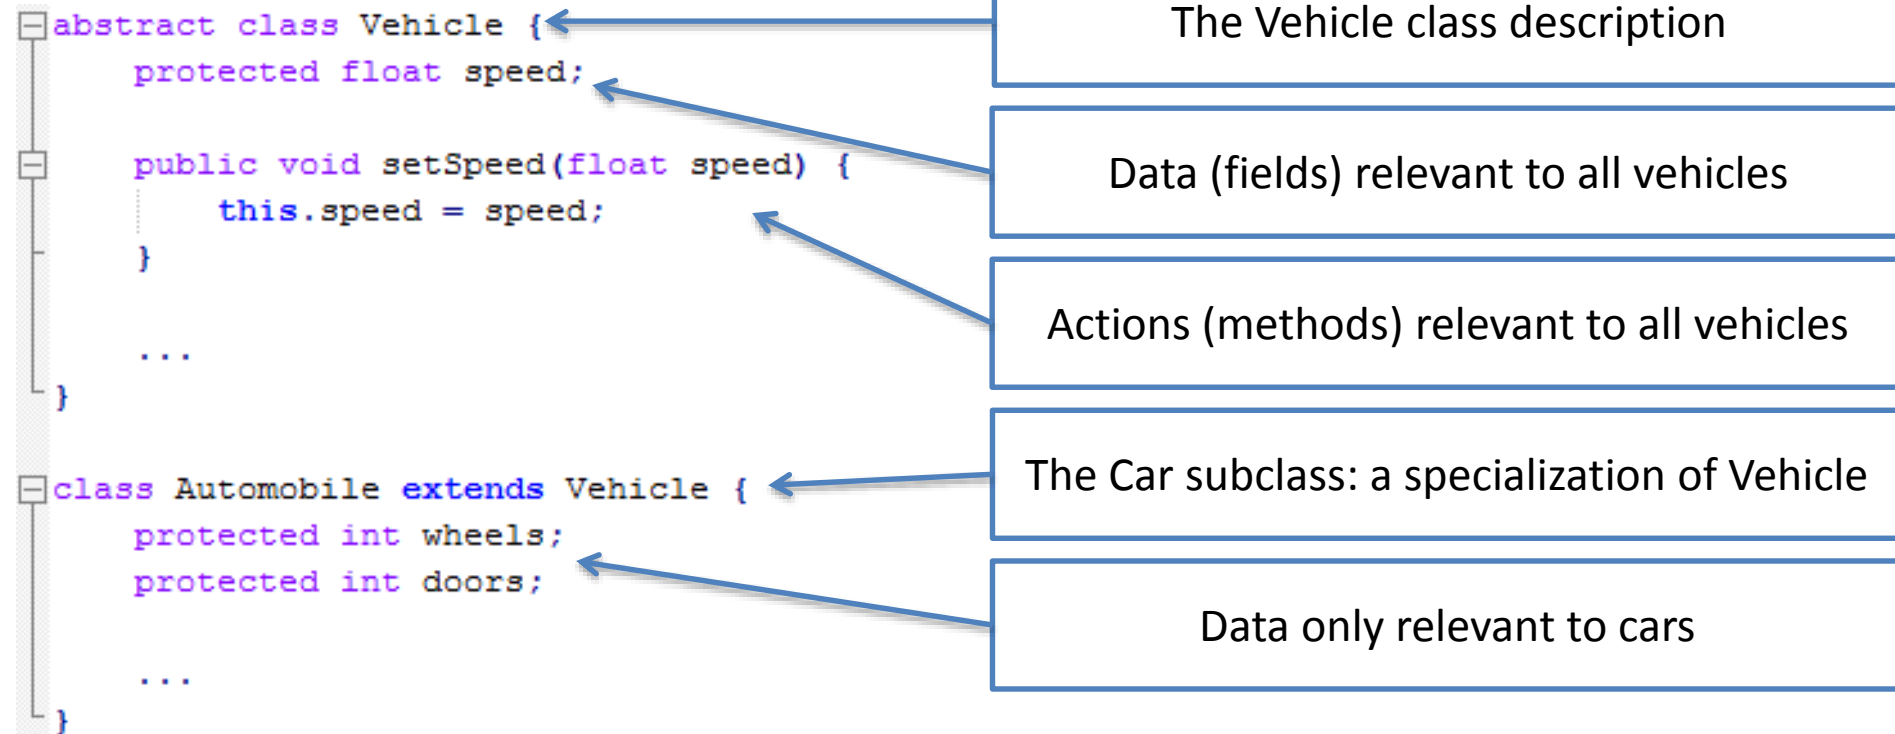 abstract class Vehicle {
protected float speed;
public void setSpeed(float speed) {
this.speed = speed;
}
...
}
class Automobile extends Vehicle {
protected int wheels;
protected int doors;
...
}
The Vehicle class description
Data (fields) relevant to all vehicles
Actions (methods) relevant to all vehicles
The Car subclass: a specialization of Vehicle
Data only relevant to cars